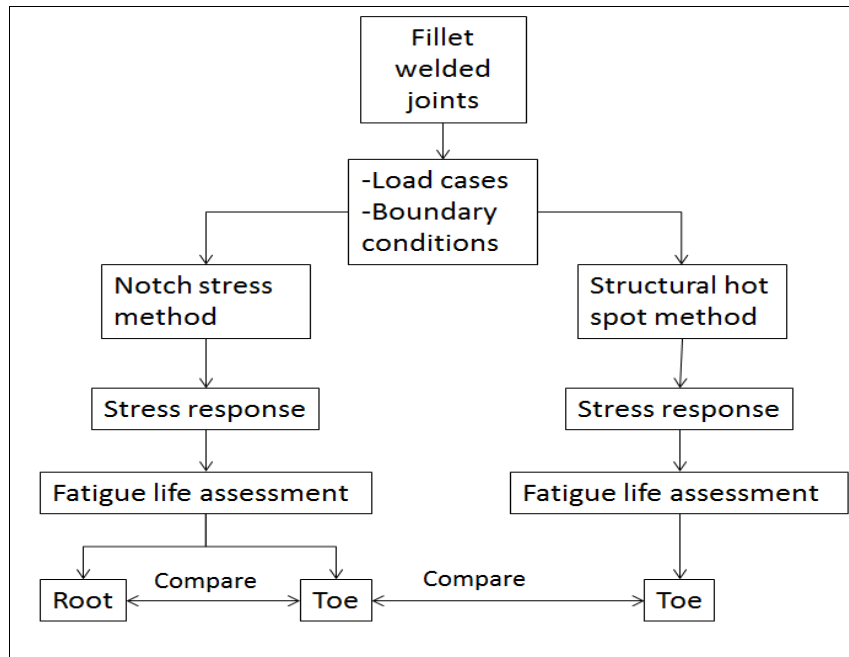 Fillet
welded
joints
-Load cases
-Boundary
conditions
Notch stress
method
Structural hot
spot method
Stress response
Stress response
Fatigue life assessment
Fatigue life assessment
Root
Compare
Toe
Compare
Toe